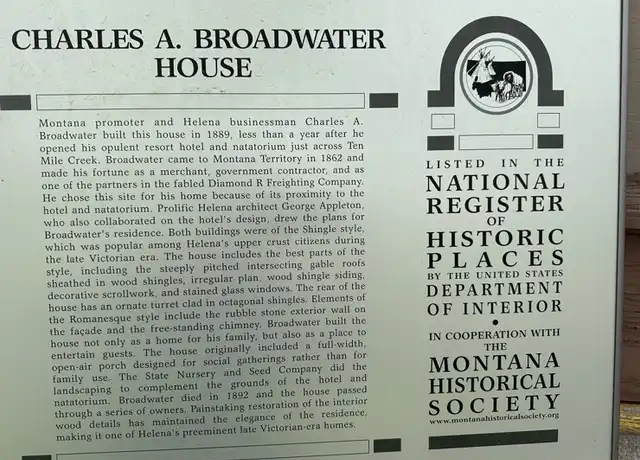 CHARLES A. BROADWATER
HOUSE
Montana promoter and Helena businessman Charles A.
Broadwater built this house in 1889, less than a year after he
opened his opulent resort hotel and natatorium just across Ten
Mile Creek. Broadwater came to Montana Territory in 1862 and
made his fortune as a merchant, government contractor, and as
one of the partners in the fabled Diamond R Freighting Company.
He chose this site for his home because of its proximity to the
hotel and natatorium. Prolific Helena architect George Appleton,
who also collaborated on the hotel's design, drew the plans for
Broadwater's residence. Both buildings were of the Shingle style,
which was popular among Helena's upper crust citizens during
the late Victorian era. The house includes the best parts of the
style, including the steeply pitched intersecting gable roofs
sheathed in wood shingles, irregular plan, wood shingle siding,
decorative scrollwork, and stained glass windows. The rear of the
house has an ornate turret clad in octagonal shingles. Elements of
the Romanesque style include the rubble stone exterior wall on
the façade and the free-standing chimney. Broadwater built the
house not only as a home for his family, but also as a place to
entertain guests. The house originally included a full-width,
open-air porch designed for social gatherings rather than for
family use. The State Nursery and Seed Company did the
landscaping to complement the grounds of the hotel and
natatorium. Broadwater died in 1892 and the house passed
through a series of owners. Painstaking restoration of the interior
wood details has maintained the elegance of the residence,
making it one of Helena's preeminent late Victorian-era homes.
LISTED IN THE
NATIONAL
REGISTER
OF
HISTORIC
PLACES
BY THE UNITED STATES
DEPARTMENT
OF INTERIOR
•
IN COOPERATION WITH
THE
MONTANA
HISTORICAL
SOCIETY
www.montanahistoricalsociety.org